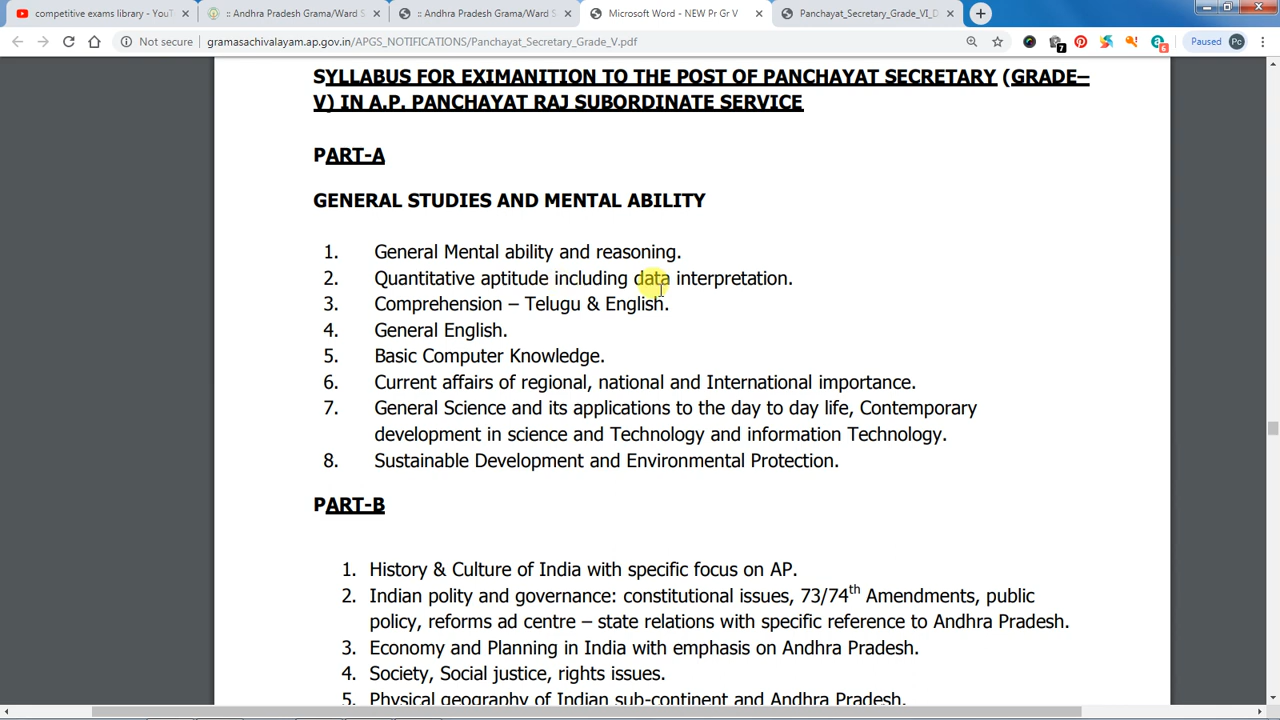 competitive exams library - YouT
:: Andhra Pradesh Grama/Ward S
:: Andhra Pradesh Grama/Ward S
Microsoft Word - NEW Pr Gr V
Panchayat_Secretary_Grade_VI_D
Not secure
gramasachivalayam.ap.gov.in/APGS_NOTIFICATIONS/Panchayat_Secretary_Grade_V.pdf
7
6
Paused
Pc
SYLLABUS FOR EXIMANITION TO THE POST OF PANCHAYAT SECRETARY (GRADE–
V) IN A.P. PANCHAYAT RAJ SUBORDINATE SERVICE
PART-A
GENERAL STUDIES AND MENTAL ABILITY
1. General Mental ability and reasoning.
2. Quantitative aptitude including data interpretation.
3. Comprehension – Telugu & English.
4. General English.
5. Basic Computer Knowledge.
6. Current affairs of regional, national and International importance.
7. General Science and its applications to the day to day life, Contemporary
development in science and Technology and information Technology.
8. Sustainable Development and Environmental Protection.
PART-B
1. History & Culture of India with specific focus on AP.
2. Indian polity and governance: constitutional issues, 73/74th Amendments, public
policy, reforms ad centre – state relations with specific reference to Andhra Pradesh.
3. Economy and Planning in India with emphasis on Andhra Pradesh.
4. Society, Social justice, rights issues.
5. Physical geography of Indian sub-continent and Andhra Pradesh.